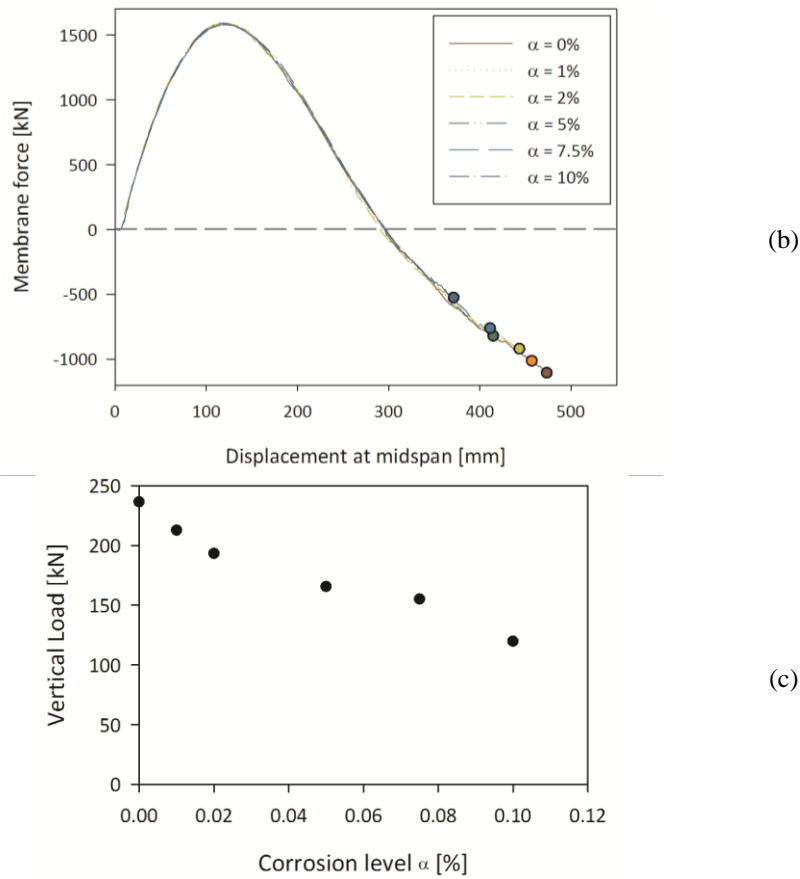 1500
1000
500
0
-500
-1000
Membrane force [kN]
α = 0%
α = 1%
α = 2%
α = 5%
α = 7.5%
α = 10%
(b)
0 100 200 300 400 500
Displacement at midspan [mm]
250
200
150
100
50
0
Vertical Load [kN]
(c)
0.00 0.02 0.04 0.06 0.08 0.10 0.12
Corrosion level α [%]